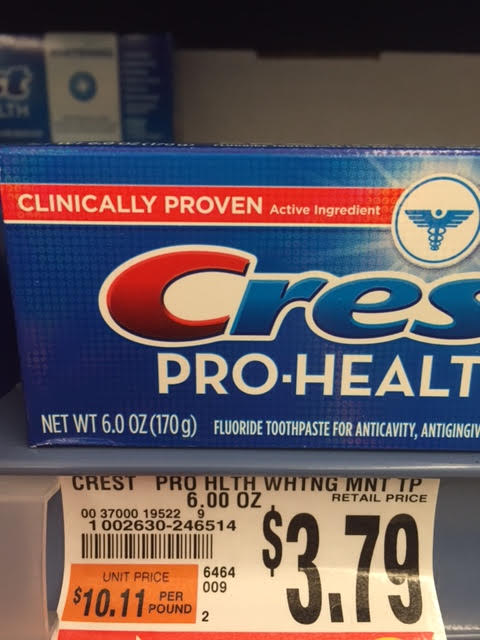 LTH
CLINICALLY PROVEN Active Ingredient
Cres
PRO-HEALT
NET WT 6.0 OZ (170 g) FLUORIDE TOOTHPASTE FOR ANTICAVITY, ANTIGINGIV
CREST PRO HLTH WHTNG MNT TP
6.00 OZ
RETAIL PRICE
00 37000 19522 9
1 002630-246514
$3.79
UNIT PRICE
$10.11 PER POUND
6464
009
2